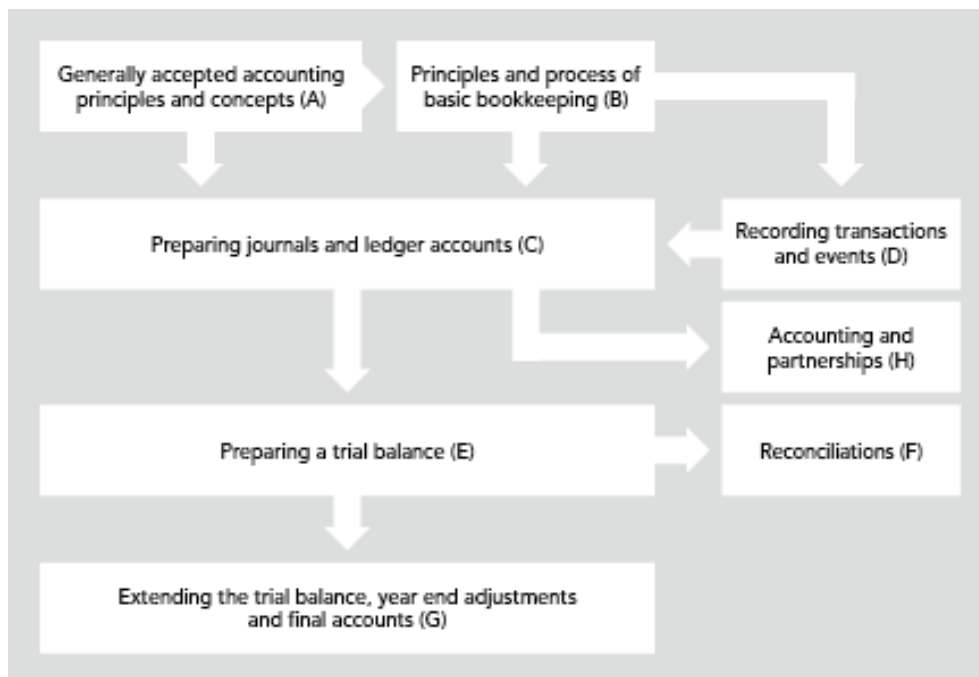 Generally accepted accounting
principles and concepts (A)
Principles and process of
basic bookkeeping (B)
Preparing journals and ledger accounts (C)
Recording transactions
and events (D)
Accounting and
partnerships (H)
Preparing a trial balance (E)
Reconciliations (F)
Extending the trial balance, year end adjustments
and final accounts (G)